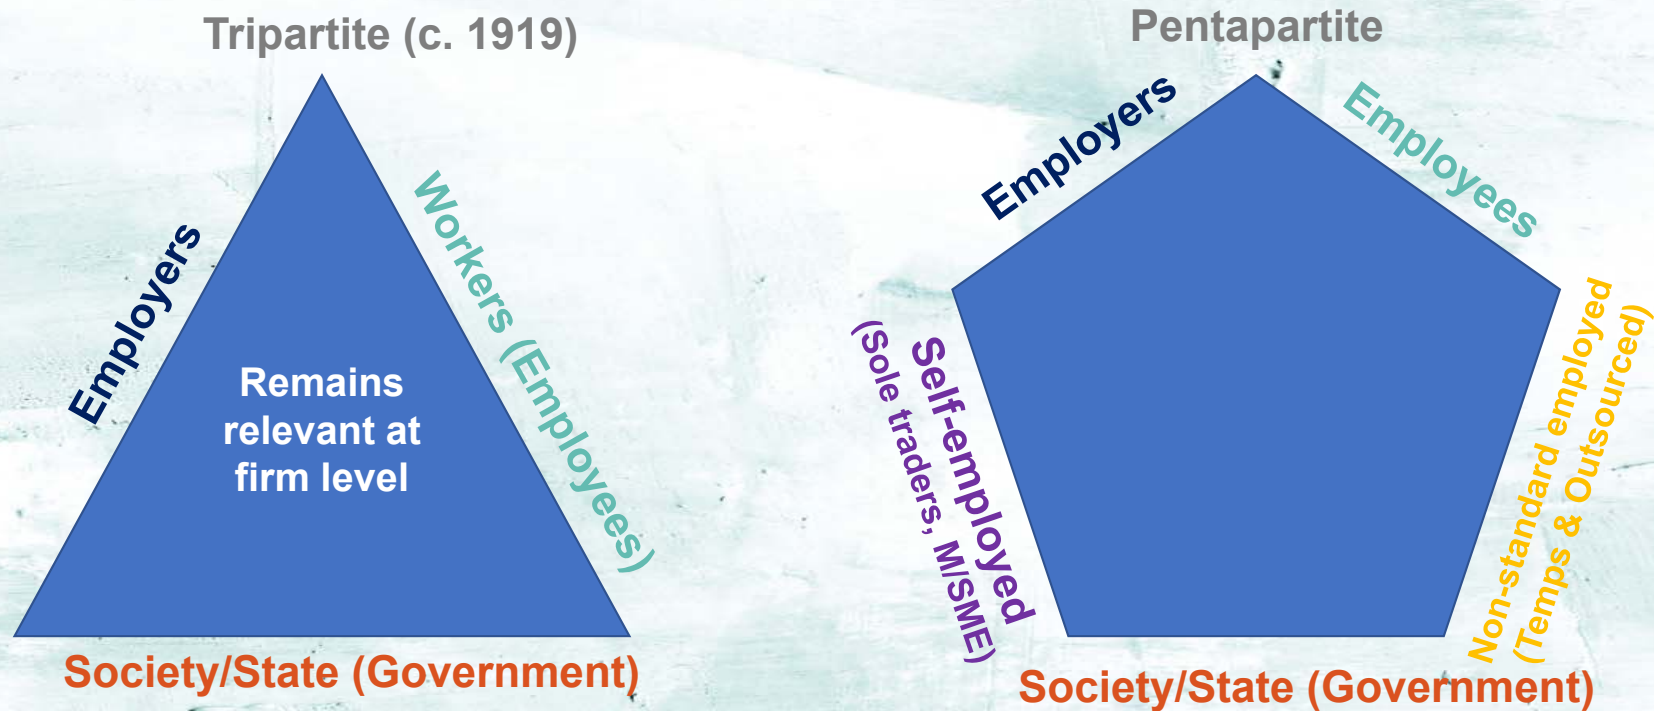 Tripartite (c. 1919)
Employers
Workers (Employees)
Remains
relevant at
firm level
Society/State (Government)
Pentapartite
Employers
Employees
Self-employed
(Sole traders, M/SME)
Non-standard employed
(Temps & Outsourced)
Society/State (Government)